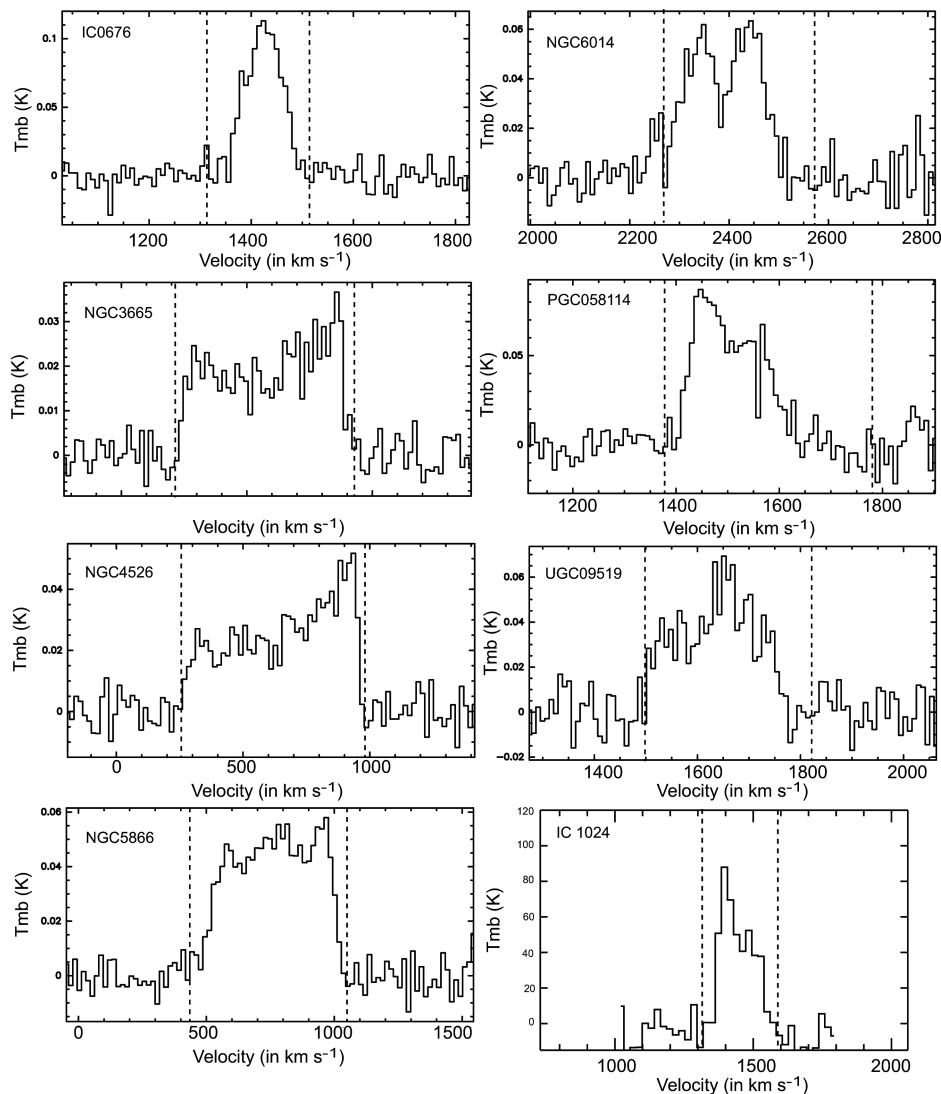 IC0676
0.1
0.05
0
Tmb (K)
1200 1400 1600 1800
Velocity (in km s−1)
NGC6014
0.06
0.04
0.02
0
Tmb (K)
2000 2200 2400 2600 2800
Velocity (in km s−1)
NGC3665
0.03
0.02
0.01
0
Tmb (K)
Velocity (in km s−1)
PGC058114
0.05
0
Tmb (K)
1200 1400 1600 1800
Velocity (in km s−1)
NGC4526
0.04
0.02
0
Tmb (K)
0 500 1000
Velocity (in km s−1)
UGC09519
0.06
0.04
0.02
0
−0.02
Tmb (K)
1400 1600 1800 2000
Velocity (in km s−1)
NGC5866
0.06
0.04
0.02
0
Tmb (K)
0 500 1000 1500
Velocity (in km s−1)
IC 1024
120
100
80
60
40
20
0
Tmb (K)
1000 1500 2000
Velocity (in km s−1)